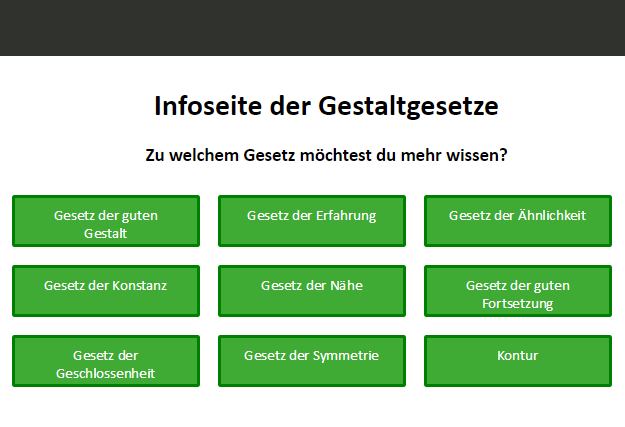 Infoseite der Gestaltgesetze
Zu welchem Gesetz möchtest du mehr wissen?
Gesetz der guten
Gestalt
Gesetz der Erfahrung
Gesetz der Ähnlichkeit
Gesetz der Konstanz
Gesetz der Nähe
Gesetz der guten
Fortsetzung
Gesetz der
Geschlossenheit
Gesetz der Symmetrie
Kontur